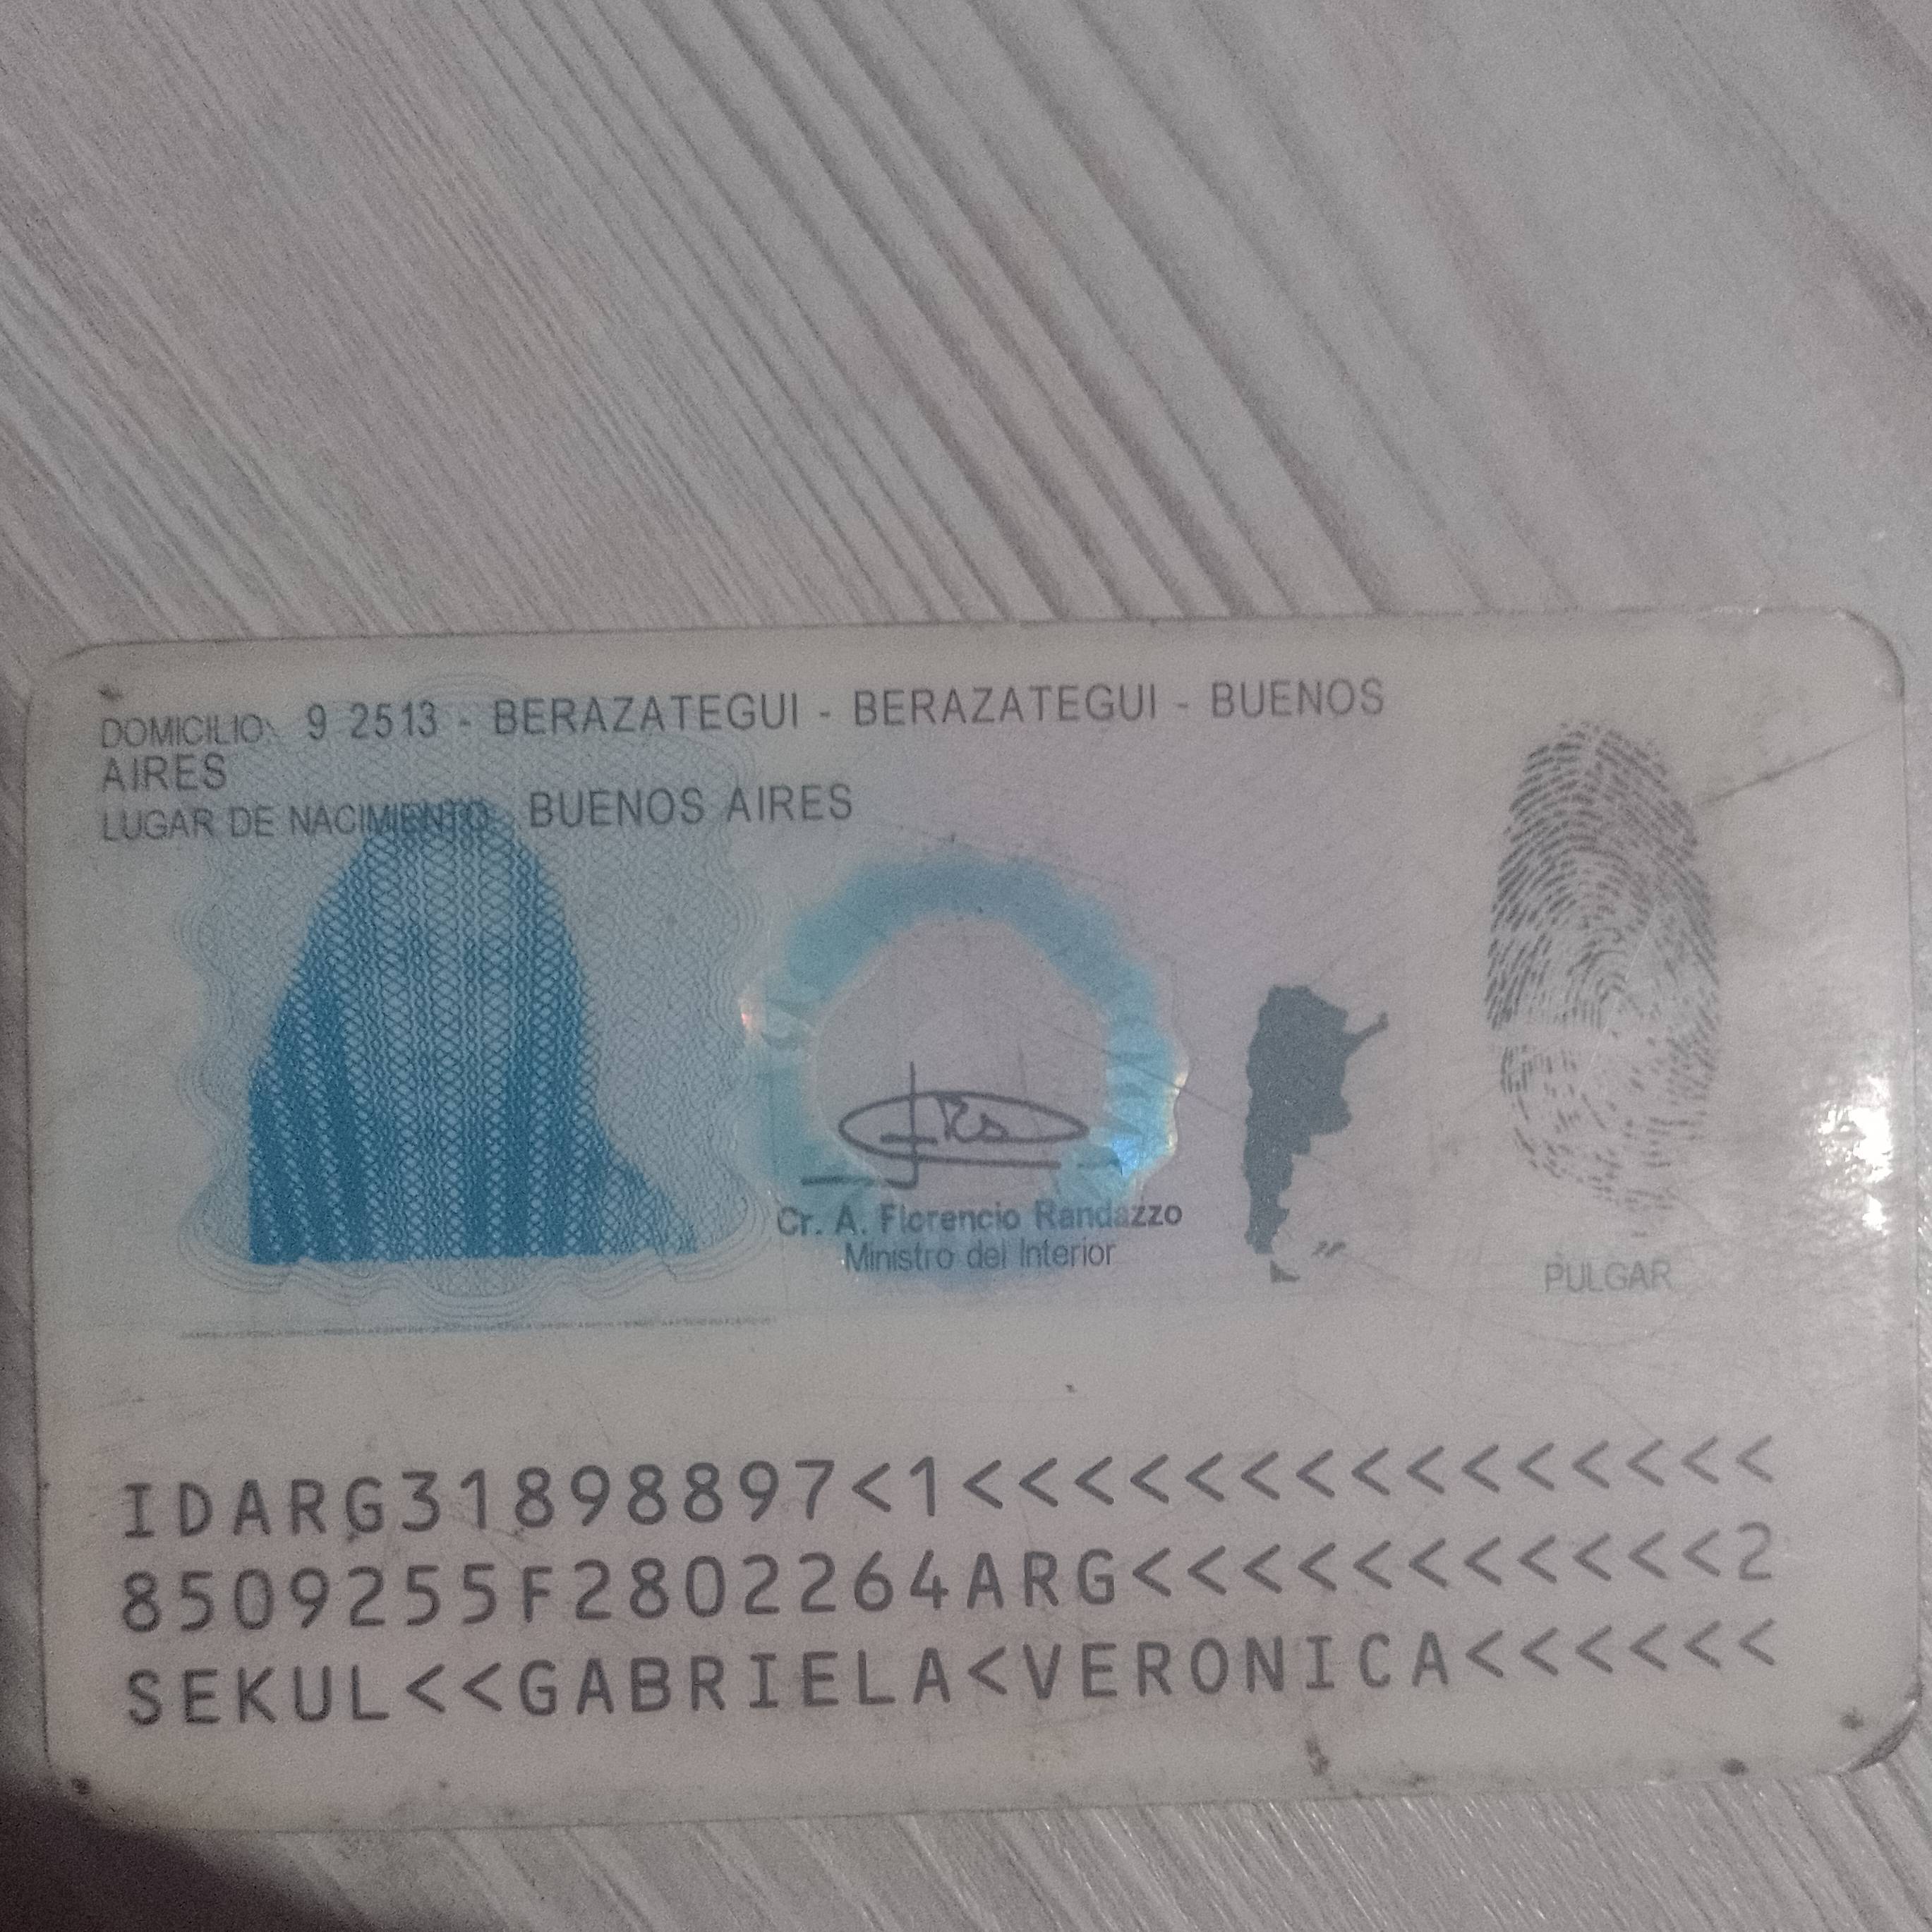 DOMICILIO: 9 2513 - BERAZATEGUI - BERAZATEGUI - BUENOS
AIRES
LUGAR DE NACIMIENTO: BUENOS AIRES
Cr. A. Florencio Randazzo
Ministro del Interior
PULGAR
IDARG31898897<1<<<<<<<<<<<<<<<
8509255F2802264ARG<<<<<<<<<<<2
SEKUL<<GABRIELA<VERONICA<<<<<<